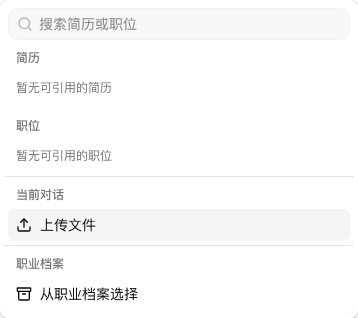 搜索简历或职位
简历
暂无可引用的简历
职位
暂无可引用的职位
当前对话
上传文件
职业档案
从职业档案选择